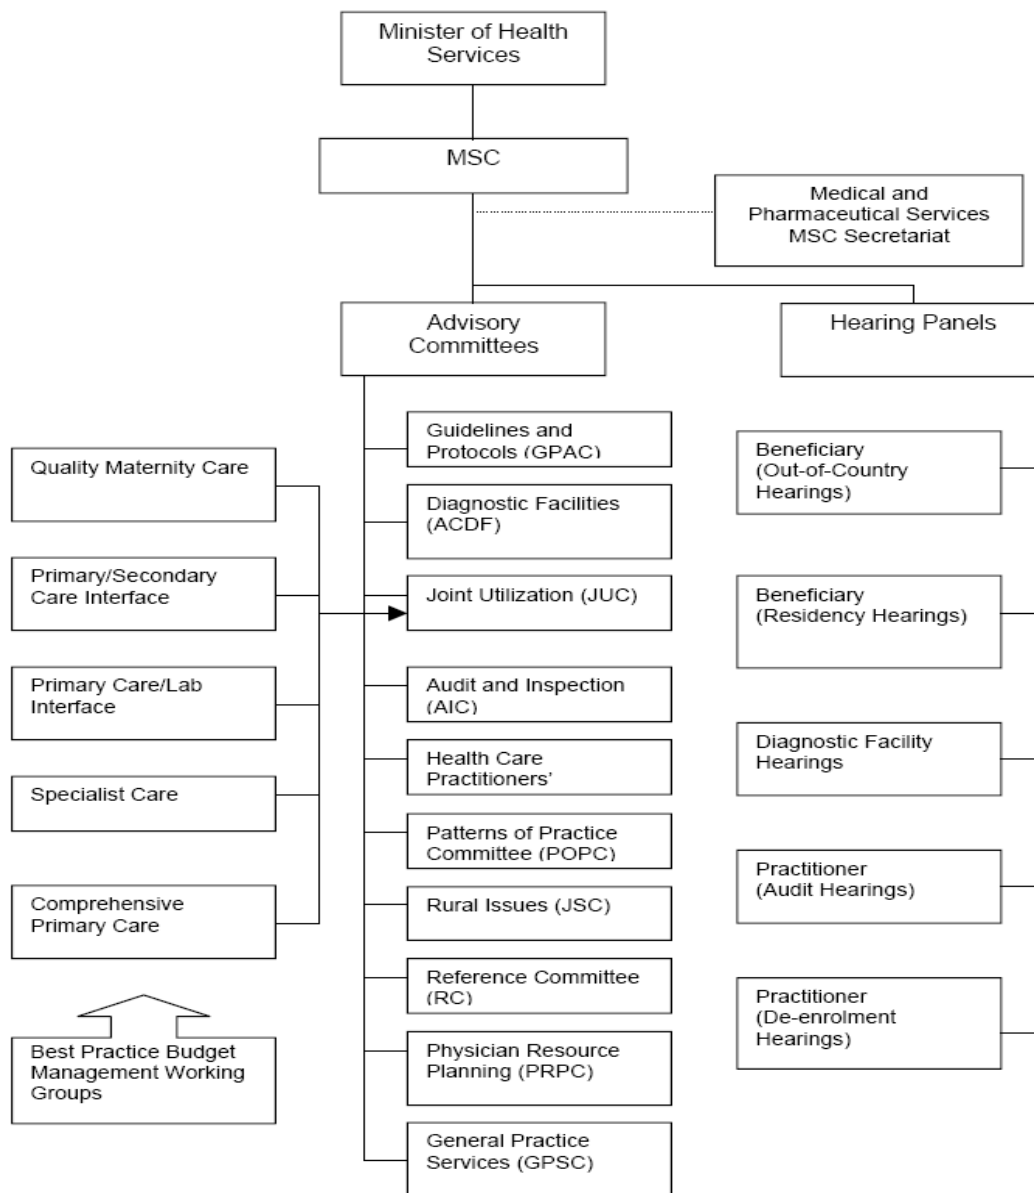 Minister of Health
Services
MSC
Medical and
Pharmaceutical Services
MSC Secretariat
Advisory
Committees
Hearing Panels
Quality Maternity Care
Primary/Secondary
Care Interface
Primary Care/Lab
Interface
Specialist Care
Comprehensive
Primary Care
Best Practice Budget
Management Working
Groups
Guidelines and
Protocols (GPAC)
Diagnostic Facilities
(ACDF)
Joint Utilization (JUC)
Audit and Inspection
(AIC)
Health Care
Practitioners'
Patterns of Practice
Committee (POPC)
Rural Issues (JSC)
Reference Committee
(RC)
Physician Resource
Planning (PRPC)
General Practice
Services (GPSC)
Beneficiary
(Out-of-Country
Hearings)
Beneficiary
(Residency Hearings)
Diagnostic Facility
Hearings
Practitioner
(Audit Hearings)
Practitioner
(De-enrolment
Hearings)